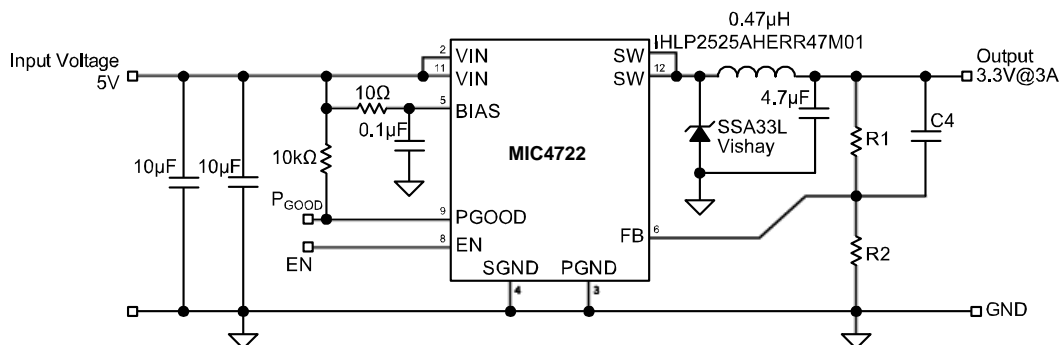 0.47µH
IHLP2525AHERR47M01
Input Voltage
5V
2
VIN
11
VIN
SW
SW
12
Output
3.3V@3A
10Ω
5
BIAS
0.1µF
4.7µF
SSA33L
Vishay
C4
R1
10kΩ
MIC4722
10µF
10µF
PGOOD
9
PGOOD
8
EN
EN
FB
6
R2
SGND
PGND
4
3
GND